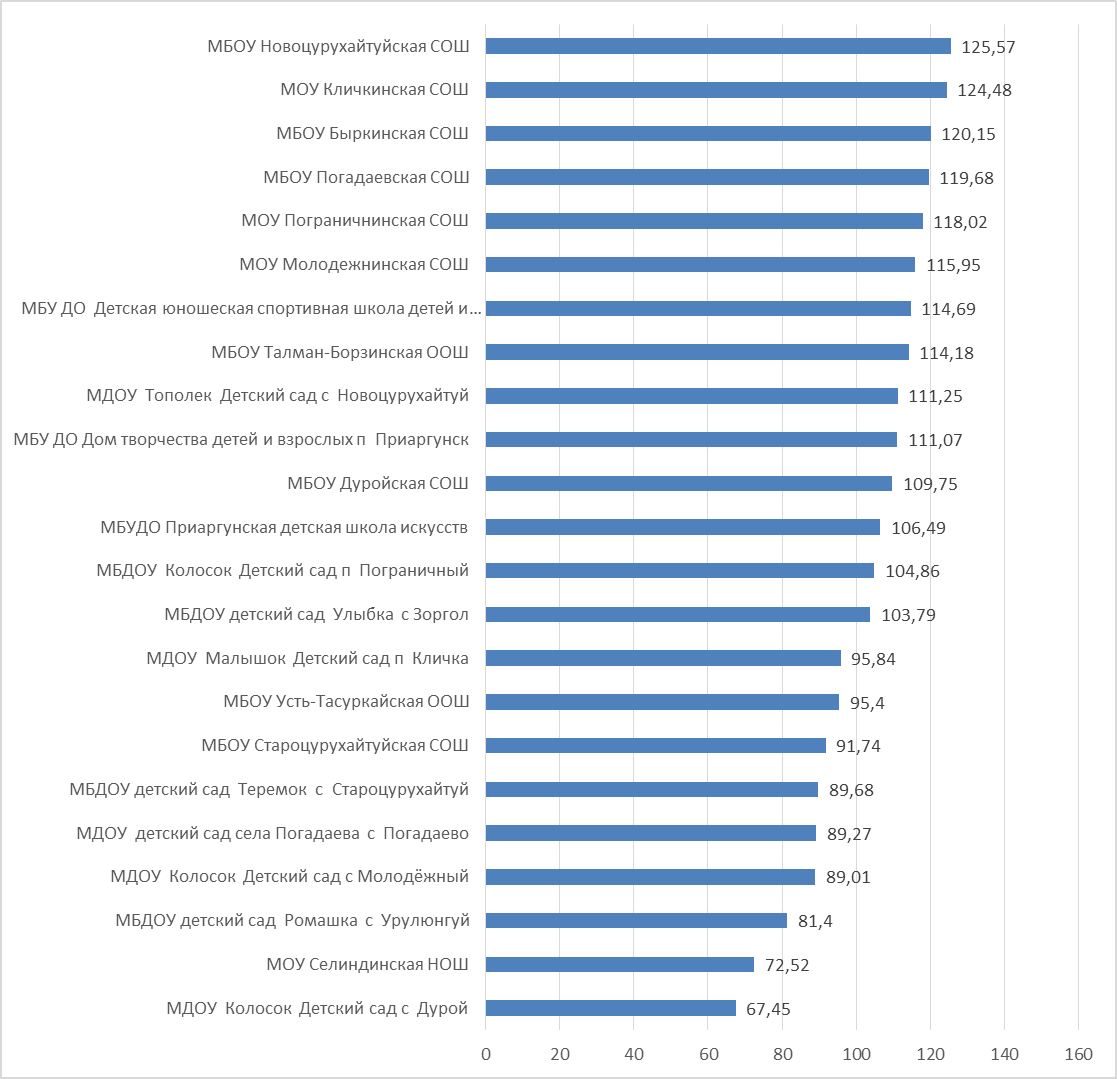 МБОУ Новоцурухайтуйская СОШ 125,57
МОУ Кличкинская СОШ 124,48
МБОУ Быркинская СОШ 120,15
МБОУ Погадаевская СОШ 119,68
МОУ Пограничнинская СОШ 118,02
МОУ Молодежнинская СОШ 115,95
МБУ ДО Детская юношеская спортивная школа детей и... 114,69
МБОУ Талман-Борзинская ООШ 114,18
МДОУ Тополек Детский сад с Новоцурухайтуй 111,25
МБУ ДО Дом творчества детей и взрослых п Приаргунск 111,07
МБОУ Дуройская СОШ 109,75
МБУДО Приаргунская детская школа искусств 106,49
МБДОУ Колосок Детский сад п Пограничный 104,86
МБДОУ детский сад Улыбка с Зоргол 103,79
МДОУ Малышок Детский сад п Кличка 95,84
МБОУ Усть-Тасуркайская ООШ 95,4
МБОУ Староцурухайтуйская СОШ 91,74
МБДОУ детский сад Теремок с Староцурухайтуй 89,68
МДОУ детский сад села Погадаева с Погадаево 89,27
МДОУ Колосок Детский сад с Молодёжный 89,01
МБДОУ детский сад Ромашка с Урулюнгуй 81,4
МОУ Селиндинская НОШ 72,52
МДОУ Колосок Детский сад с Дурой 67,45
0 20 40 60 80 100 120 140 160